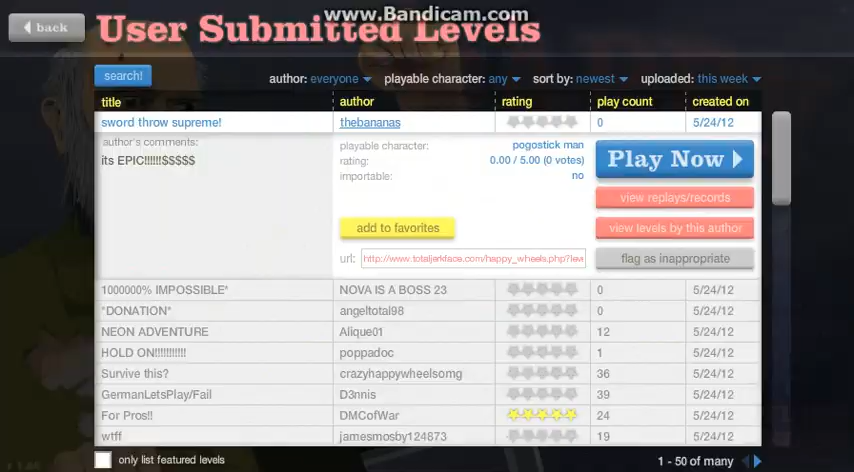 www.Bandicam.com
back
User Submitted Levels
search!
author: everyone playable character: any sort by: newest uploaded: this week
title author rating play count created on
sword throw supreme! thebananas 0 5/24/12
author's comments:
its EPIC!!!!!!$$$$$
playable character: pogostick man
rating: 0.00 / 5.00 (0 votes)
importable: no
Play Now
view replays/records
add to favorites
view levels by this author
url: http://www.totaljerkface.com/happy_wheels.php?lev
flag as inappropriate
1000000% IMPOSSIBLE* NOVA IS A BOSS 23 0 5/24/12
*DONATION* angeltotal98 0 5/24/12
NEON ADVENTURE Alique01 12 5/24/12
HOLD ON!!!!!!!!!!! poppadoc 1 5/24/12
Survive this? crazyhappywheelsomg 36 5/24/12
GermanLetsPlay/Fail D3nnis 39 5/24/12
For Pros!! DMCofWar 24 5/24/12
wtff jamesmosby124873 19 5/24/12
only list featured levels
1 - 50 of many